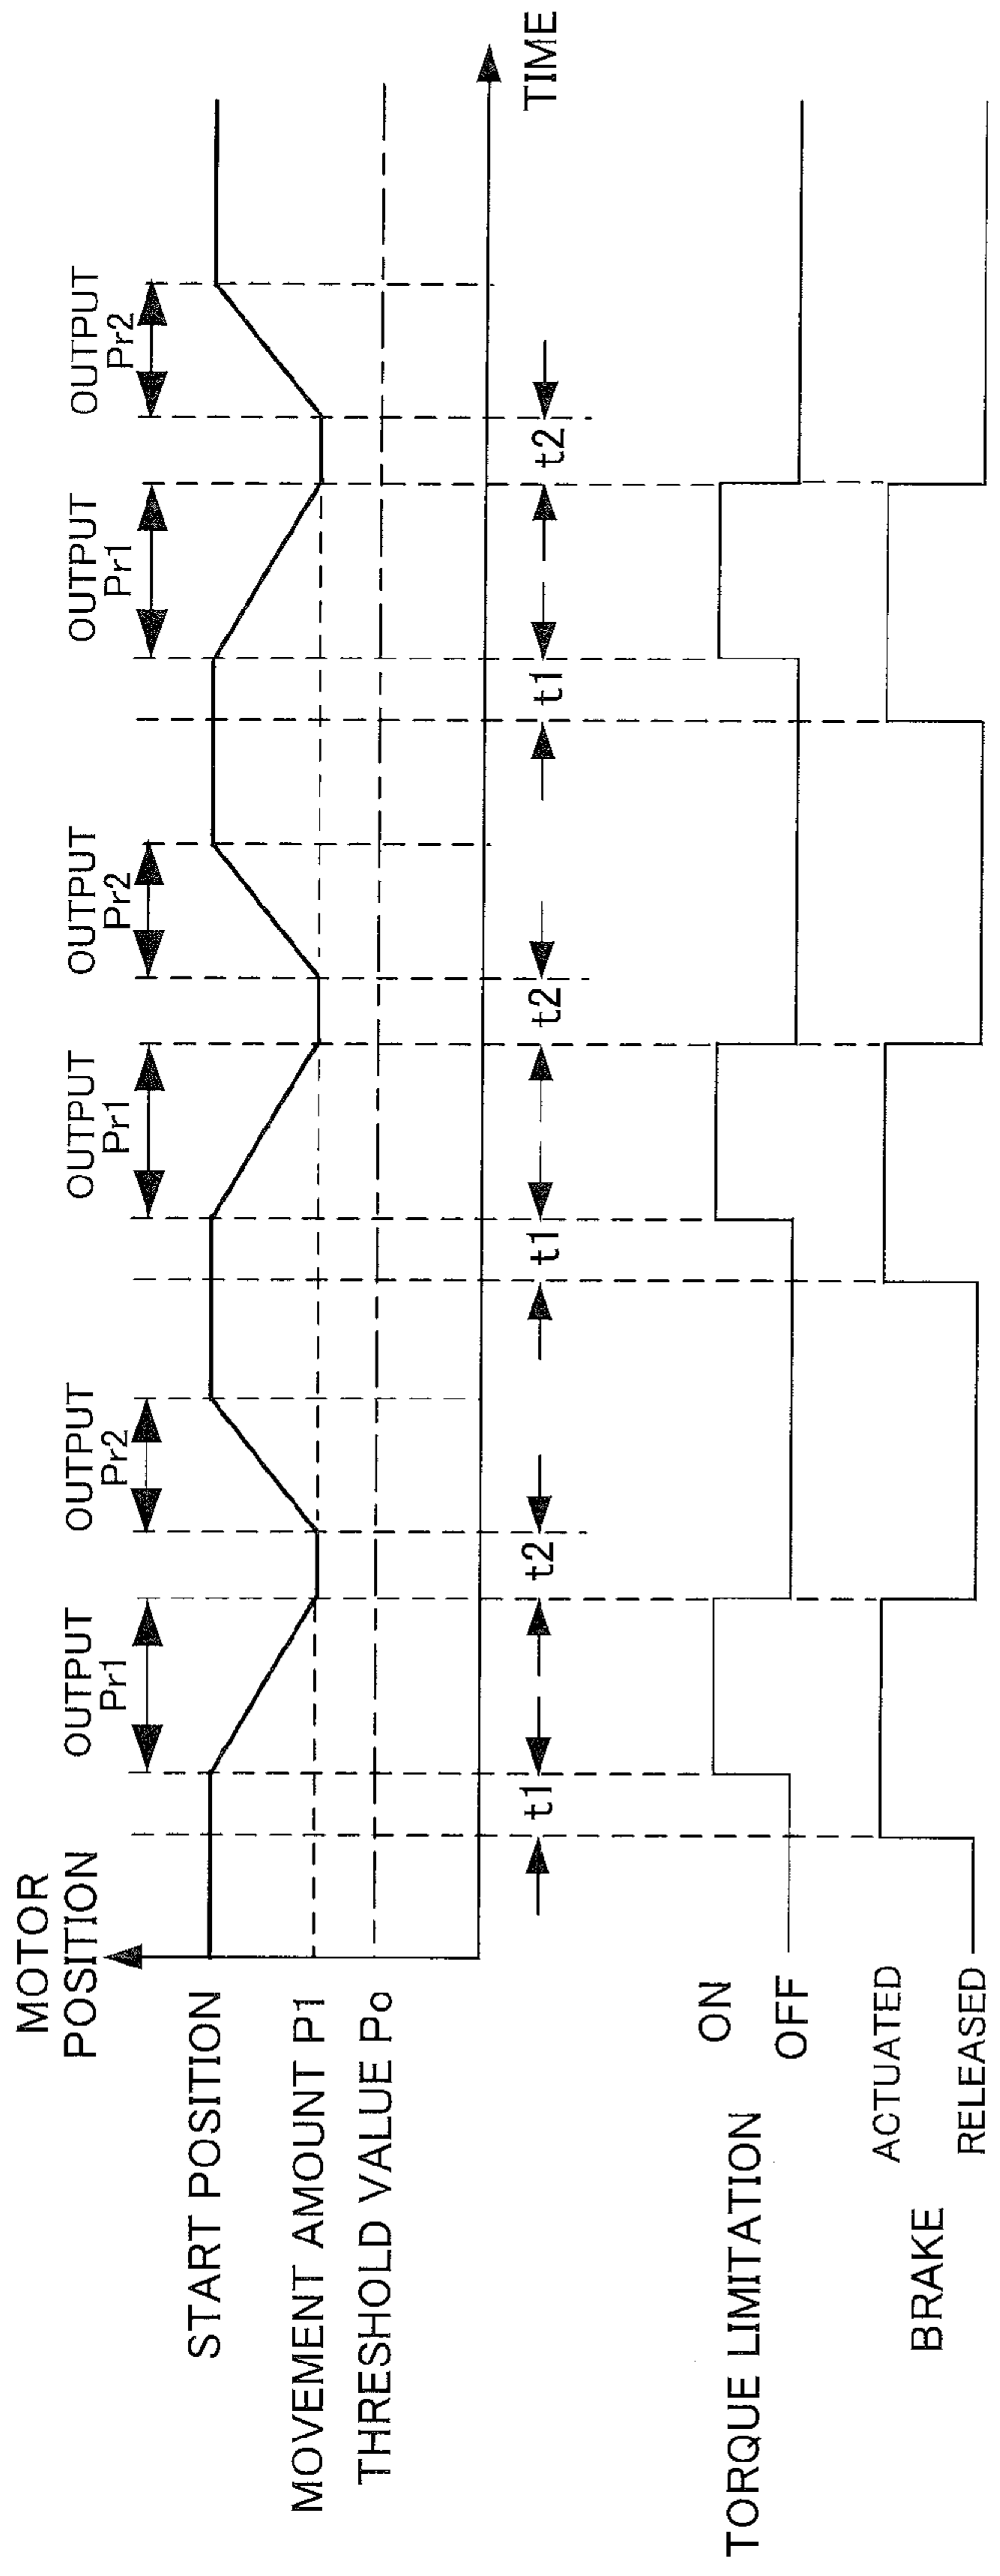 MOTOR
POSITION
OUTPUT
Pr1
OUTPUT
Pr2
OUTPUT
Pr1
OUTPUT
Pr2
OUTPUT
Pr1
OUTPUT
Pr2
START POSITION
MOVEMENT AMOUNT P1
THRESHOLD VALUE Po
TIME
t1
t2
t1
t2
t1
t2
TORQUE LIMITATION
ON
OFF
BRAKE
ACTUATED
RELEASED